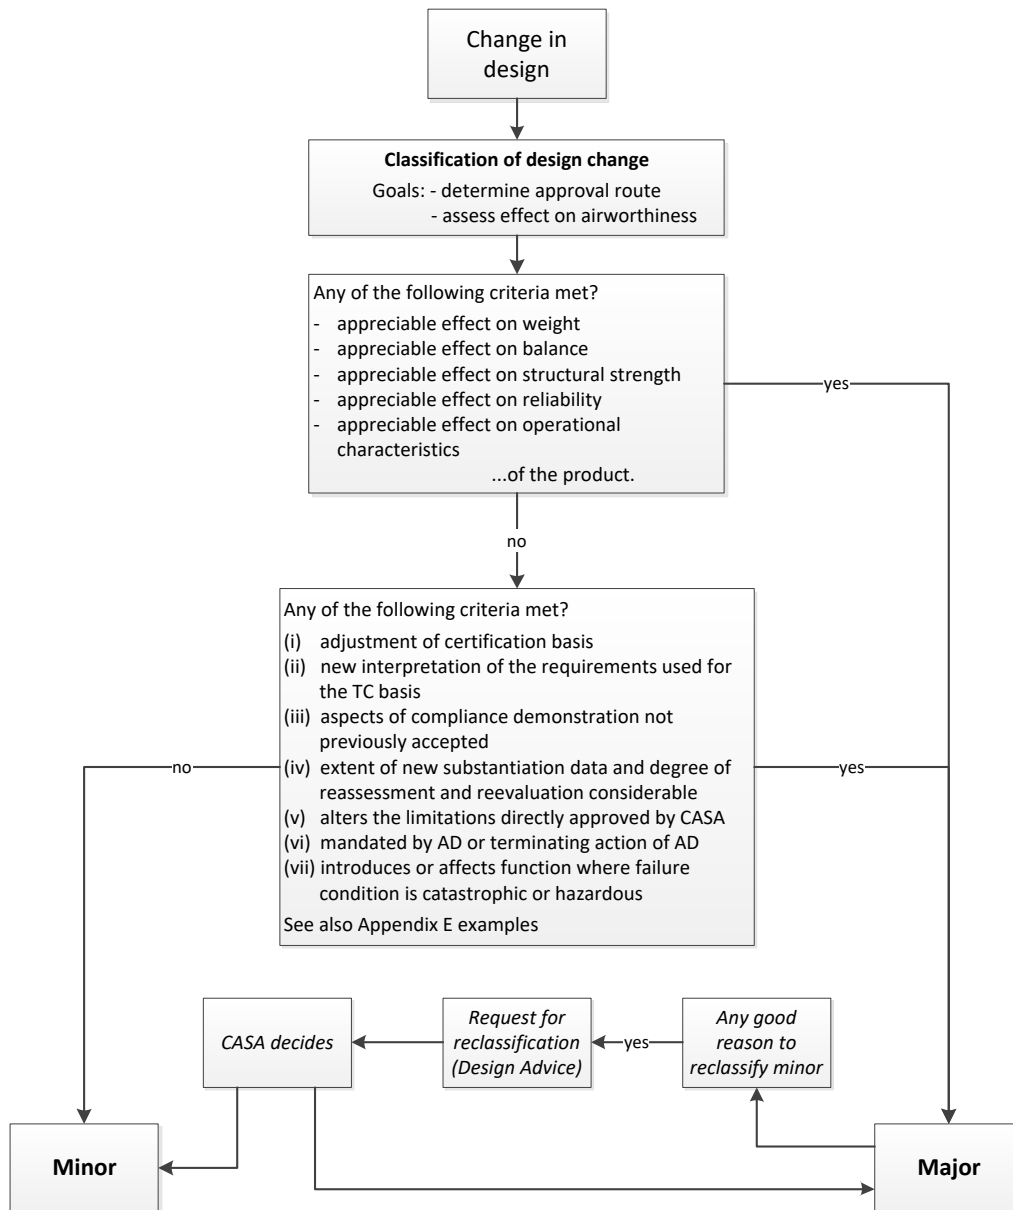 Change in
design
Classification of design change
Goals: - determine approval route
- assess effect on airworthiness
Any of the following criteria met?
- appreciable effect on weight
- appreciable effect on balance
- appreciable effect on structural strength
- appreciable effect on reliability
- appreciable effect on operational
characteristics
...of the product.
yes
no
Any of the following criteria met?
(i) adjustment of certification basis
(ii) new interpretation of the requirements used for
the TC basis
(iii) aspects of compliance demonstration not
previously accepted
(iv) extent of new substantiation data and degree of
reassessment and reevaluation considerable
(v) alters the limitations directly approved by CASA
(vi) mandated by AD or terminating action of AD
(vii) introduces or affects function where failure
condition is catastrophic or hazardous
See also Appendix E examples
no
yes
CASA decides
Request for
reclassification
(Design Advice)
yes
Any good
reason to
reclassify minor
Minor
Major